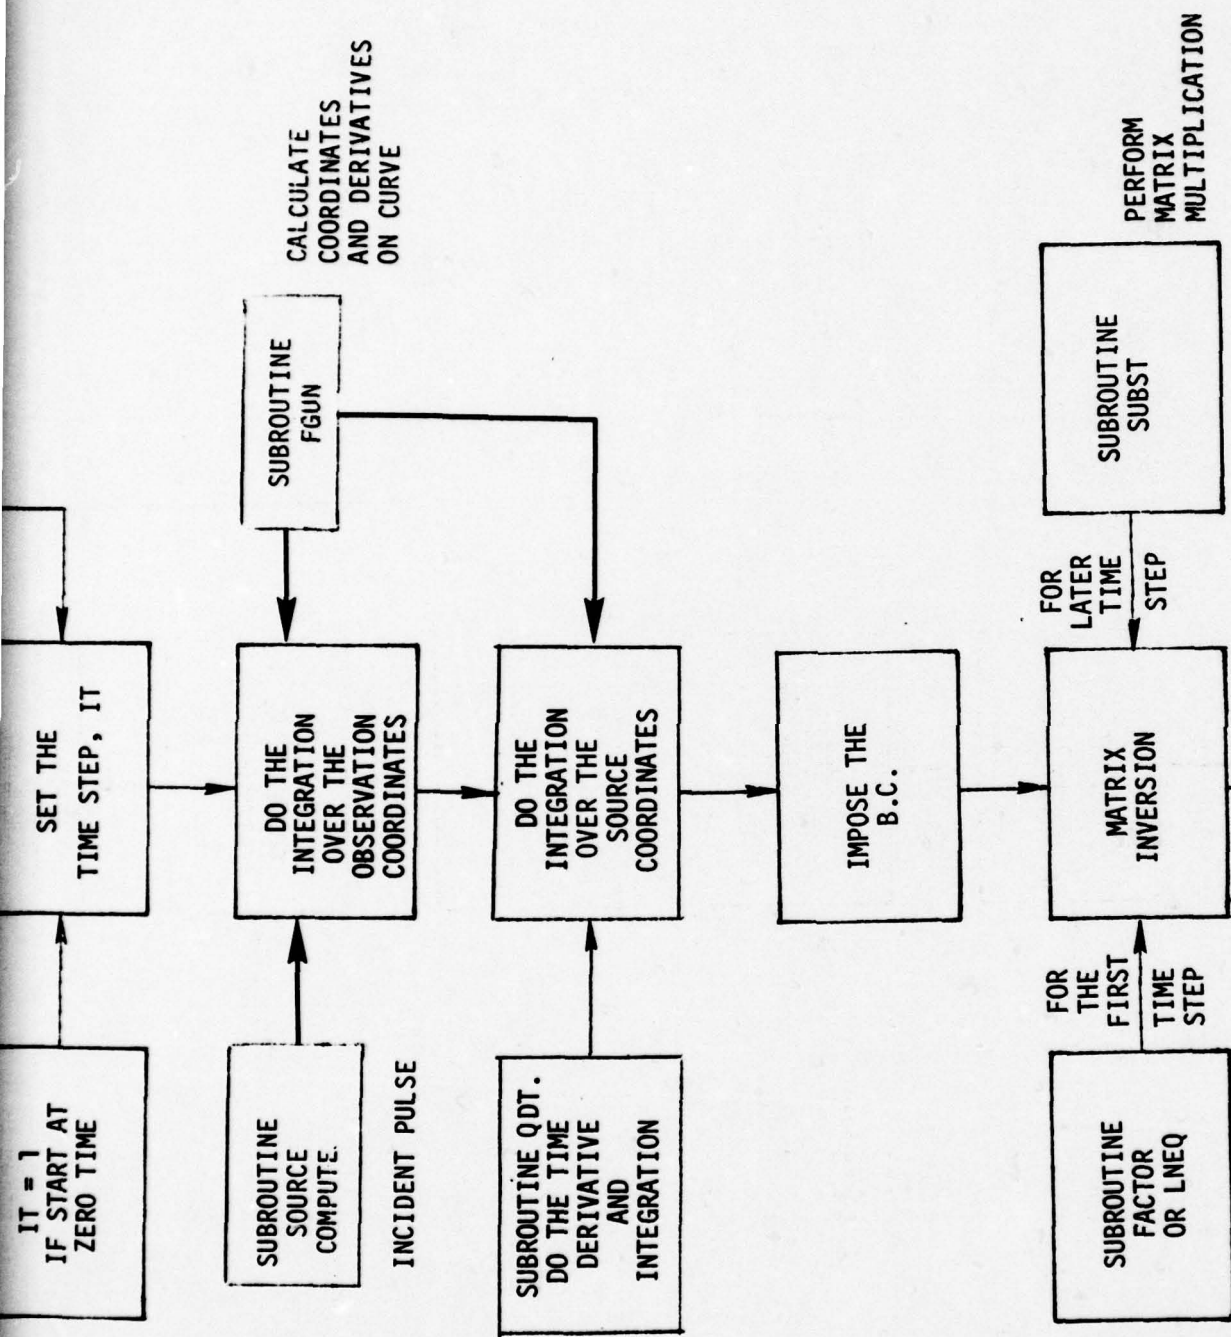 IT = 1
IF START AT
ZERO TIME
SET THE
TIME STEP, IT
SUBROUTINE
SOURCE
COMPUTE.
INCIDENT PULSE
DO THE
INTEGRATION
OVER THE
OBSERVATION
COORDINATES
SUBROUTINE
FGUN
CALCULATE
COORDINATES
AND DERIVATIVES
ON CURVE
SUBROUTINE QDT.
DO THE TIME
DERIVATIVE
AND
INTEGRATION
DO THE
INTEGRATION
OVER THE
SOURCE
COORDINATES
IMPOSE THE
B.C.
SUBROUTINE
FACTOR
OR LNEQ
FOR
THE
FIRST
TIME
STEP
MATRIX
INVERSION
FOR
LATER
TIME
STEP
SUBROUTINE
SUBST
PERFORM
MATRIX
MULTIPLICATION